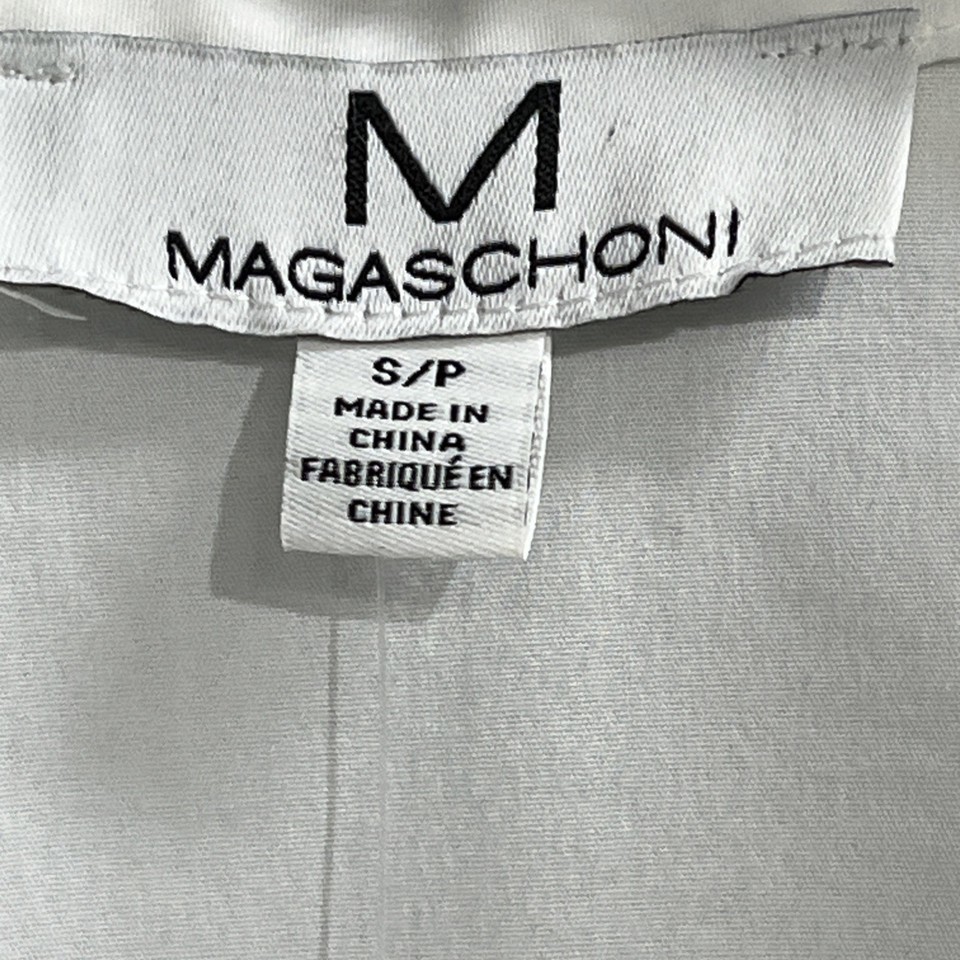 M
MAGASCHONI
S/P
MADE IN
CHINA
FABRIQUÉ EN
CHINE